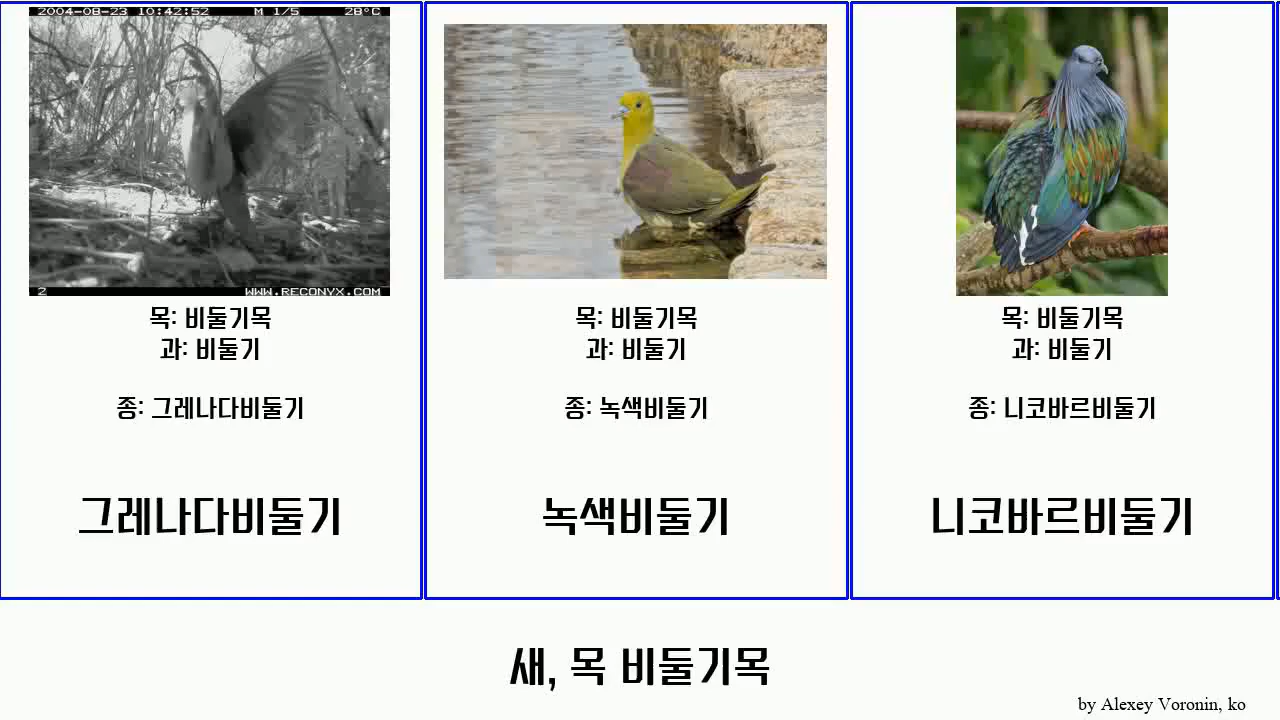 2004-08-23 10:42:52 M 1/5 28°C
2 WWW.RECONYX.COM
목: 비둘기목
과: 비둘기
종: 그레나다비둘기
그레나다비둘기
목: 비둘기목
과: 비둘기
종: 녹색비둘기
녹색비둘기
목: 비둘기목
과: 비둘기
종: 니코바르비둘기
니코바르비둘기
새, 목 비둘기목
by Alexey Voronin, ko